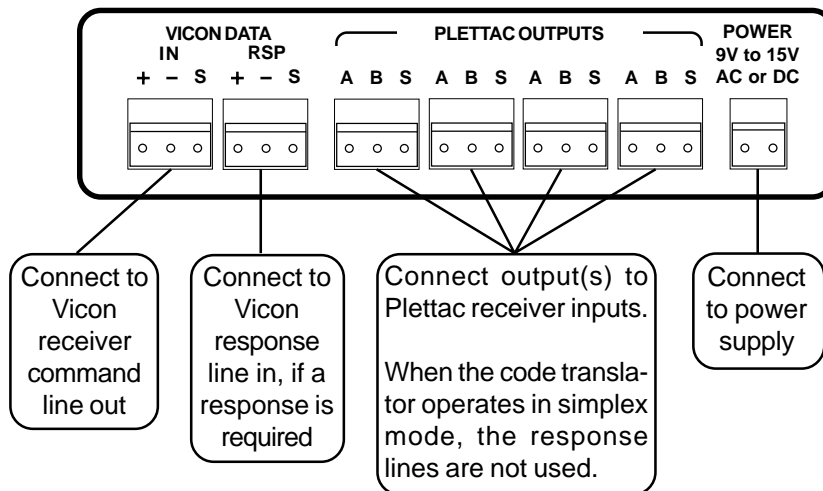 VICON DATA
IN RSP
+ – S + – S
PLETTAC OUTPUTS
A B S A B S A B S A B S
POWER
9V to 15V
AC or DC
Connect to
Vicon
receiver
command
line out
Connect to
Vicon
response
line in, if a
response is
required
Connect output(s) to
Plettac receiver inputs.
When the code transla-
tor operates in simplex
mode, the response
lines are not used.
Connect
to power
supply